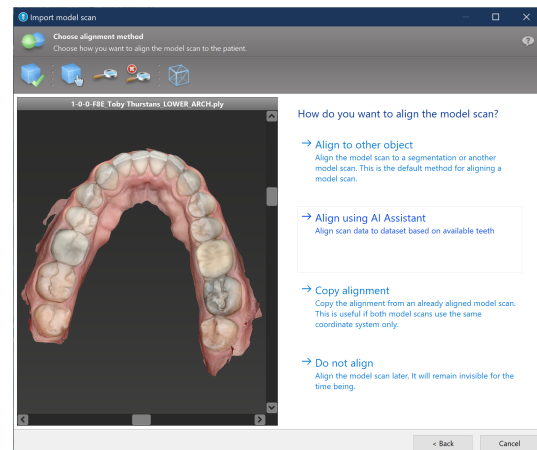 Import model scan
Choose alignment method
Choose how you want to align the model scan to the patient.
1-0-0-F8E_Toby Thurstans_LOWER_ARCH.ply
How do you want to align the model scan?
Align to other object
Align the model scan to a segmentation or another
model scan. This is the default method for aligning a
model scan.
Align using AI Assistant
Align scan data to dataset based on available teeth
Copy alignment
Copy the alignment from an already aligned model scan.
This is useful if both model scans use the same
coordinate system only.
Do not align
Align the model scan later. It will remain invisible for the
time being.
< Back
Cancel